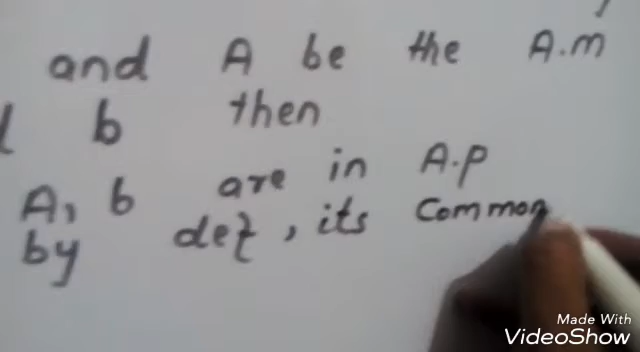 and A be the A.m
b then
A, b are in A.P
by def, its Common
Made With
VideoShow